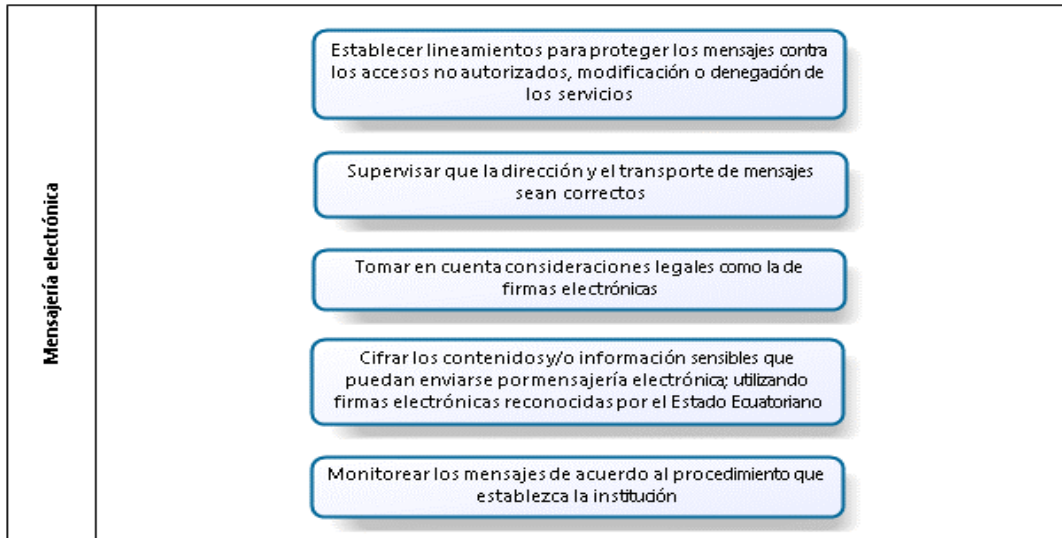 Mensajería electrónica
Establecer lineamientos para proteger los mensajes contra
los accesos no autorizados, modificación o denegación de
los servicios
Supervisar que la dirección y el transporte de mensajes
sean correctos
Tomar en cuenta consideraciones legales como la de
firmas electrónicas
Cifrar los contenidos y/o información sensibles que
puedan enviarse por mensajería electrónica; utilizando
firmas electrónicas reconocidas por el Estado Ecuatoriano
Monitorear los mensajes de acuerdo al procedimiento que
establezca la institución